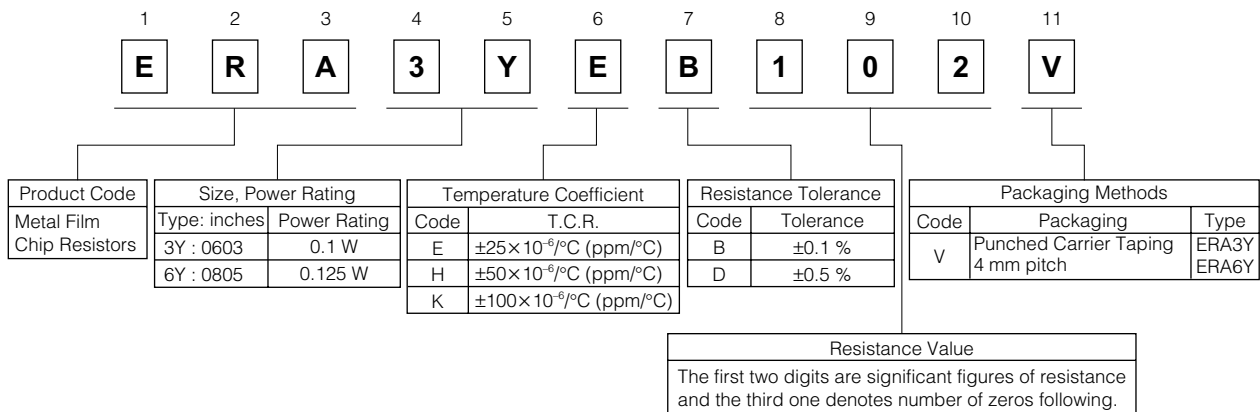 1 2 3 4 5 6 7 8 9 10 11
E R A 3 Y E B 1 0 2 V
Product Code
Metal Film
Chip Resistors
Size, Power Rating
Type: inches Power Rating
3Y : 0603 0.1 W
6Y : 0805 0.125 W
Temperature Coefficient
Code T.C.R.
E ±25×10⁻⁶/°C (ppm/°C)
H ±50×10⁻⁶/°C (ppm/°C)
K ±100×10⁻⁶/°C (ppm/°C)
Resistance Tolerance
Code Tolerance
B ±0.1 %
D ±0.5 %
Packaging Methods
Code Packaging Type
V Punched Carrier Taping ERA3Y
4 mm pitch ERA6Y
Resistance Value
The first two digits are significant figures of resistance
and the third one denotes number of zeros following.